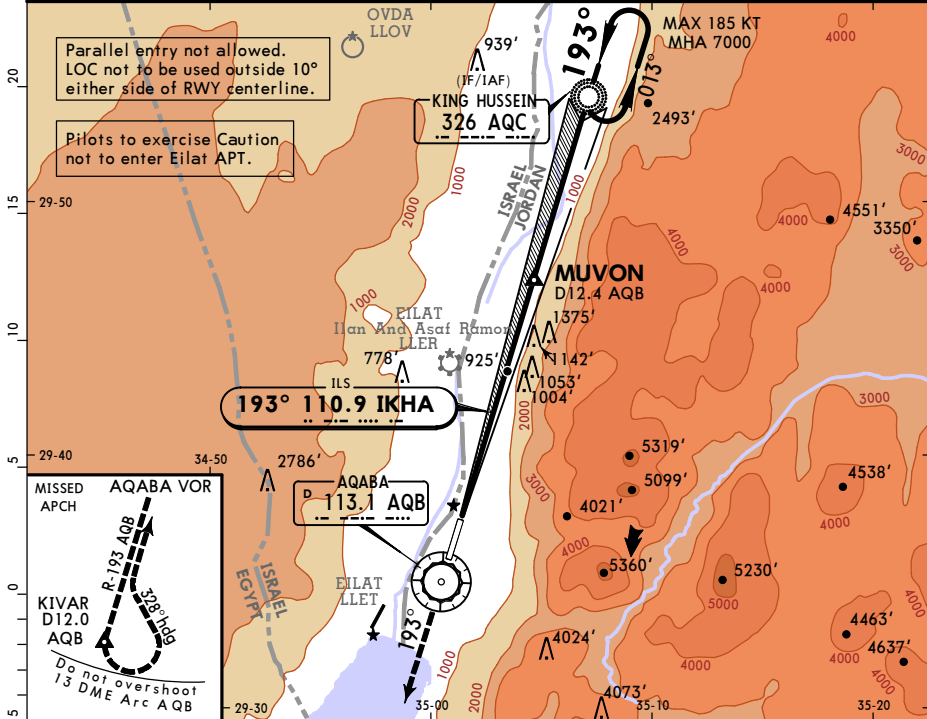 OVDA
LLOV
MAX 185 KT
MHA 7000
4000
Parallel entry not allowed.
LOC not to be used outside 10°
either side of RWY centerline.
939'
(IF/IAF)
KING HUSSEIN
326 AQC
193°
013°
2493'
20
Pilots to exercise Caution
not to enter Eilat APT.
3000
15
29-50
2000
1000
ISRAEL
JORDAN
1000
4000
4000
4551'
3350'
3000
MUVON
D12.4 AQB
4000
1000
EILAT
Ilan And Asaf Ramon
LLER
1375'
10
778'
925'
1142'
1053'
1004'
ILS
193° 110.9 IKHA
2000
3000
5
29-40
34-50
2786'
5319'
5099'
4538'
3000
4021'
4000
4000
AQABA
D 113.1 AQB
MISSED
APCH
AQABA VOR
R-193 AQB
328° hdg
KIVAR
D12.0
AQB
Do not overshoot
13 DME Arc AQB
0
ISRAEL
EGYPT
EILAT
LLET
193°
5360'
5230'
5000
4000
4463'
4637'
4024'
4000
4000
4000
1000
2000
4073'
5
29-30
35-00
35-10
35-20